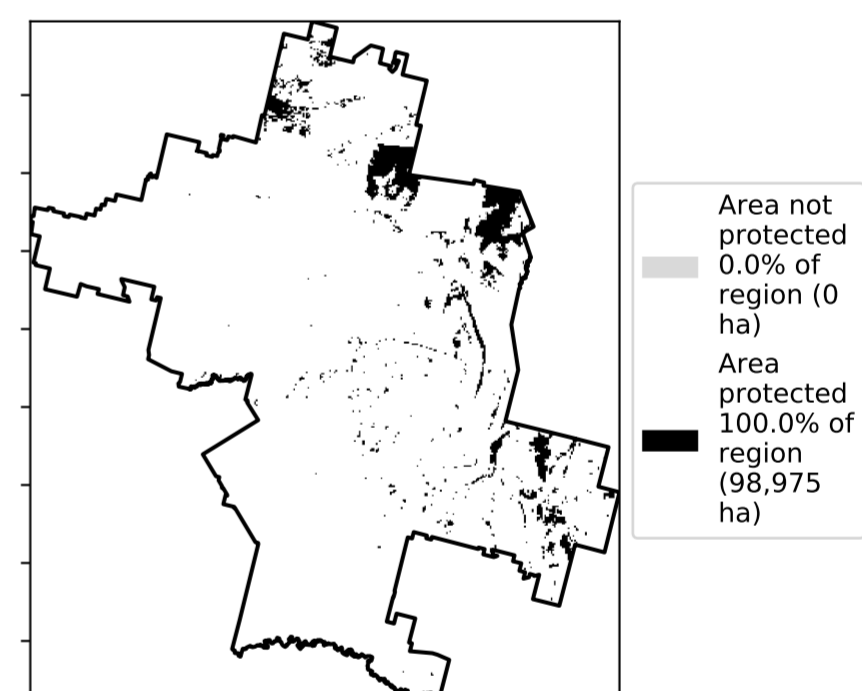 Area not
protected
0.0% of
region (0
ha)
Area
protected
100.0% of
region
(98,975
ha)